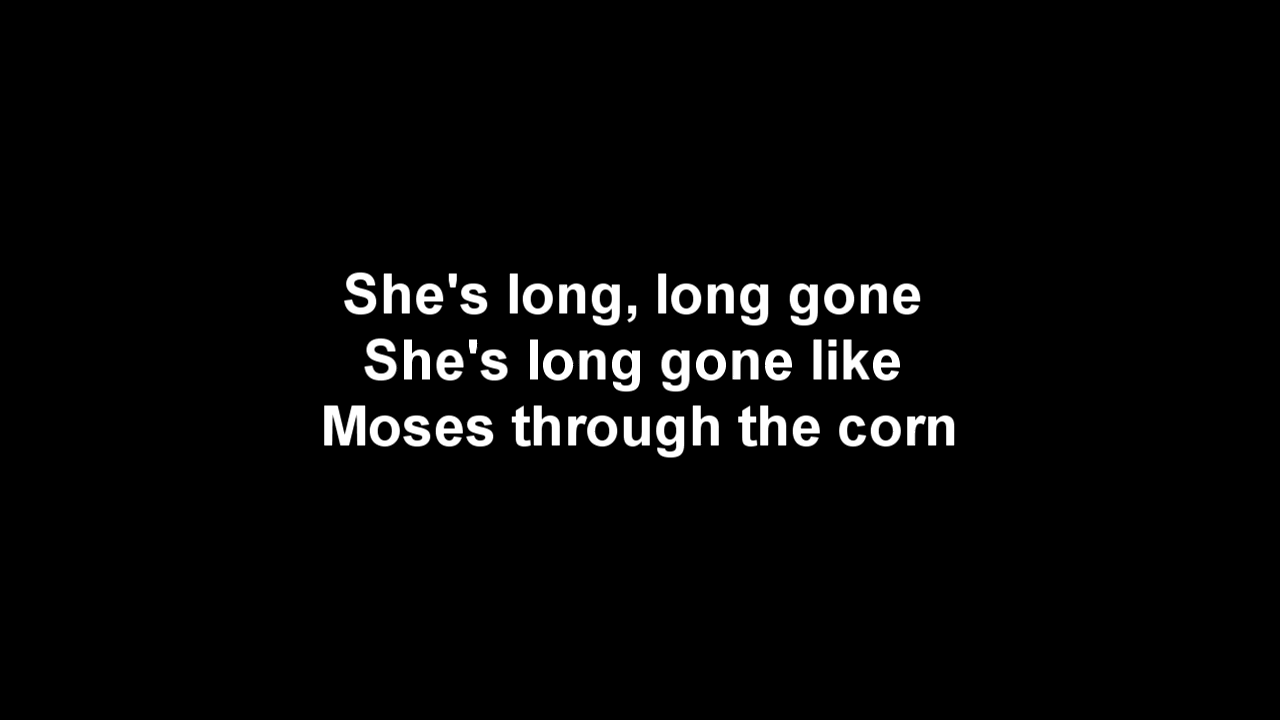 She's long, long gone
She's long gone like
Moses through the corn